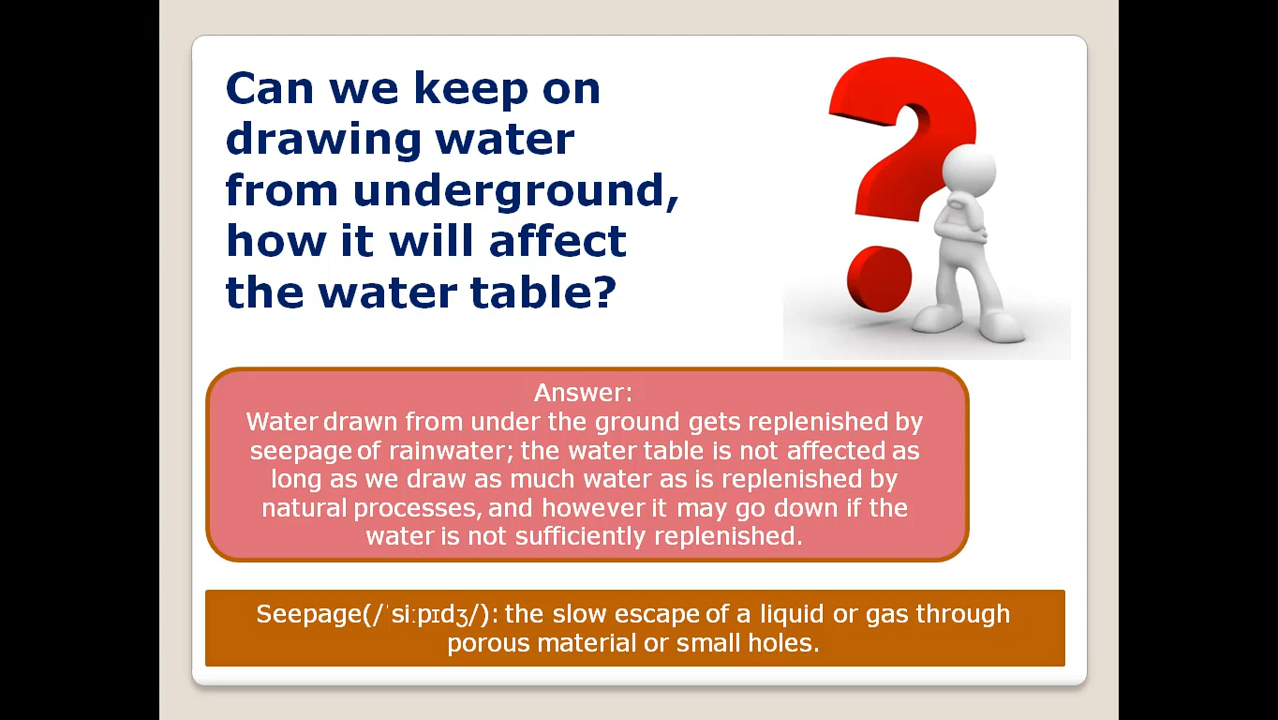 Can we keep on
drawing water
from underground,
how it will affect
the water table?
Answer:
Water drawn from under the ground gets replenished by
seepage of rainwater; the water table is not affected as
long as we draw as much water as is replenished by
natural processes, and however it may go down if the
water is not sufficiently replenished.
Seepage(/ˈsiːpɪdʒ/): the slow escape of a liquid or gas through
porous material or small holes.